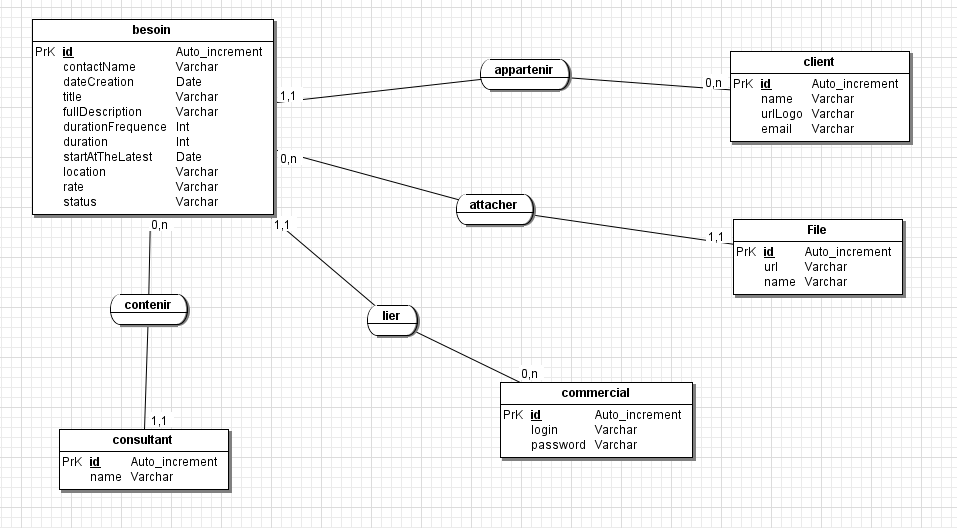 besoin
PrK id Auto_increment
contactName Varchar
dateCreation Date
title Varchar
fullDescription Varchar
durationFrequence Int
duration Int
startAtTheLatest Date
location Varchar
rate Varchar
status Varchar
1,1
appartenir
0,n
client
PrK id Auto_increment
name Varchar
urlLogo Varchar
email Varchar
0,n
attacher
1,1
File
PrK id Auto_increment
url Varchar
name Varchar
0,n
contenir
1,1
consultant
PrK id Auto_increment
name Varchar
1,1
lier
0,n
commercial
PrK id Auto_increment
login Varchar
password Varchar